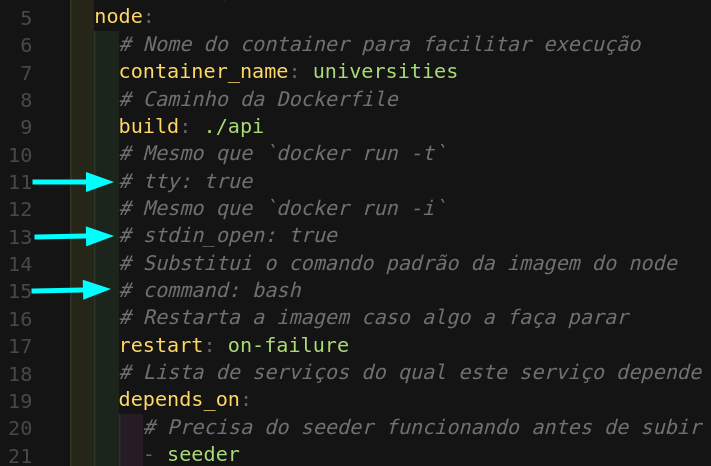 5 node:
6 # Nome do container para facilitar execução
7 container_name: universities
8 # Caminho da Dockerfile
9 build: ./api
10 # Mesmo que `docker run -t`
11 # tty: true
12 # Mesmo que `docker run -i`
13 # stdin_open: true
14 # Substitui o comando padrão da imagem do node
15 # command: bash
16 # Restarta a imagem caso algo a faça parar
17 restart: on-failure
18 # Lista de serviços do qual este serviço depende
19 depends_on:
20 # Precisa do seeder funcionando antes de subir
21 - seeder